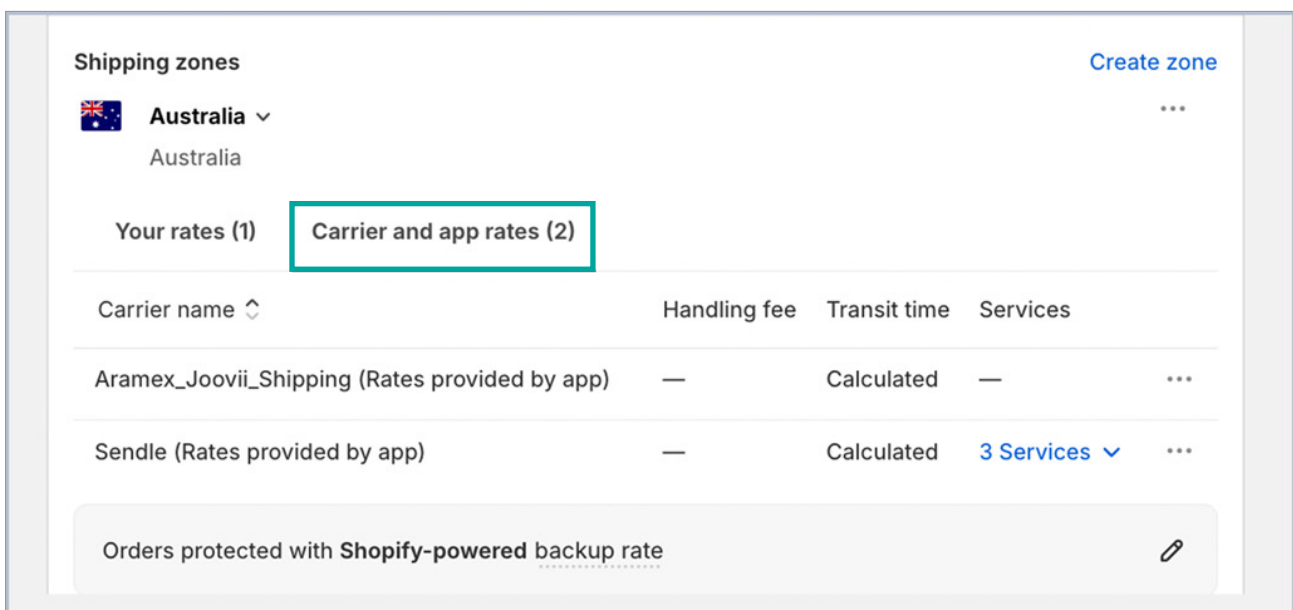 Shipping zones Create zone
Australia
Australia
Your rates (1) Carrier and app rates (2)
Carrier name Handling fee Transit time Services
Aramex_Joovii_Shipping (Rates provided by app) — Calculated —
Sendle (Rates provided by app) — Calculated 3 Services
Orders protected with Shopify-powered backup rate